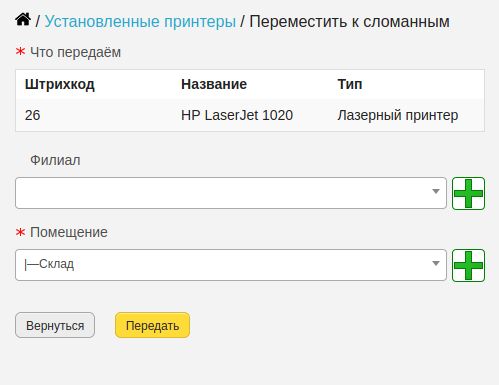 / Установленные принтеры / Переместить к сломанным
* Что передаём
Штрихкод Название Тип
26 HP LaserJet 1020 Лазерный принтер
Филиал
* Помещение
|—Склад
Вернуться Передать